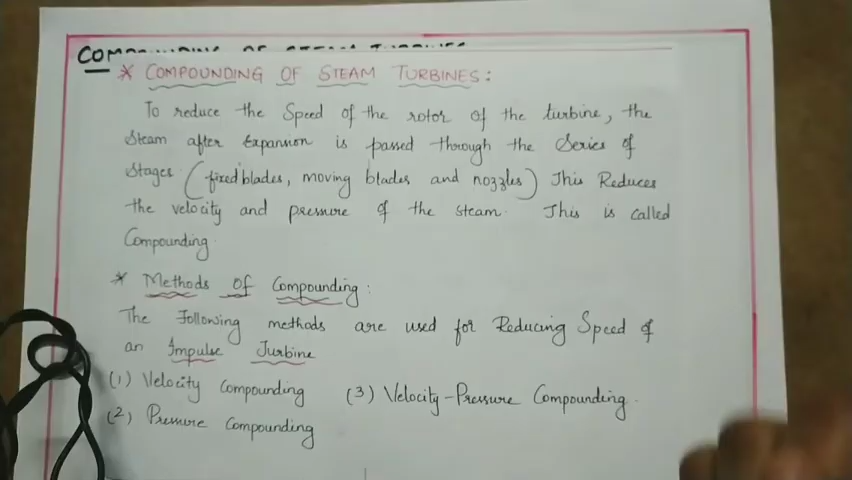 * COMPOUNDING OF STEAM TURBINES:
To reduce the Speed of the rotor of the turbine, the
Steam after Expansion is passed through the Series of
Stages (fixed blades, moving blades and nozzles) This Reduces
the velocity and pressure of the steam. This is called
Compounding.
* Methods of Compounding:
The Following methods are used for Reducing Speed of
an Impulse Turbine
(1) Velocity Compounding (3) Velocity-Pressure Compounding.
(2) Pressure Compounding